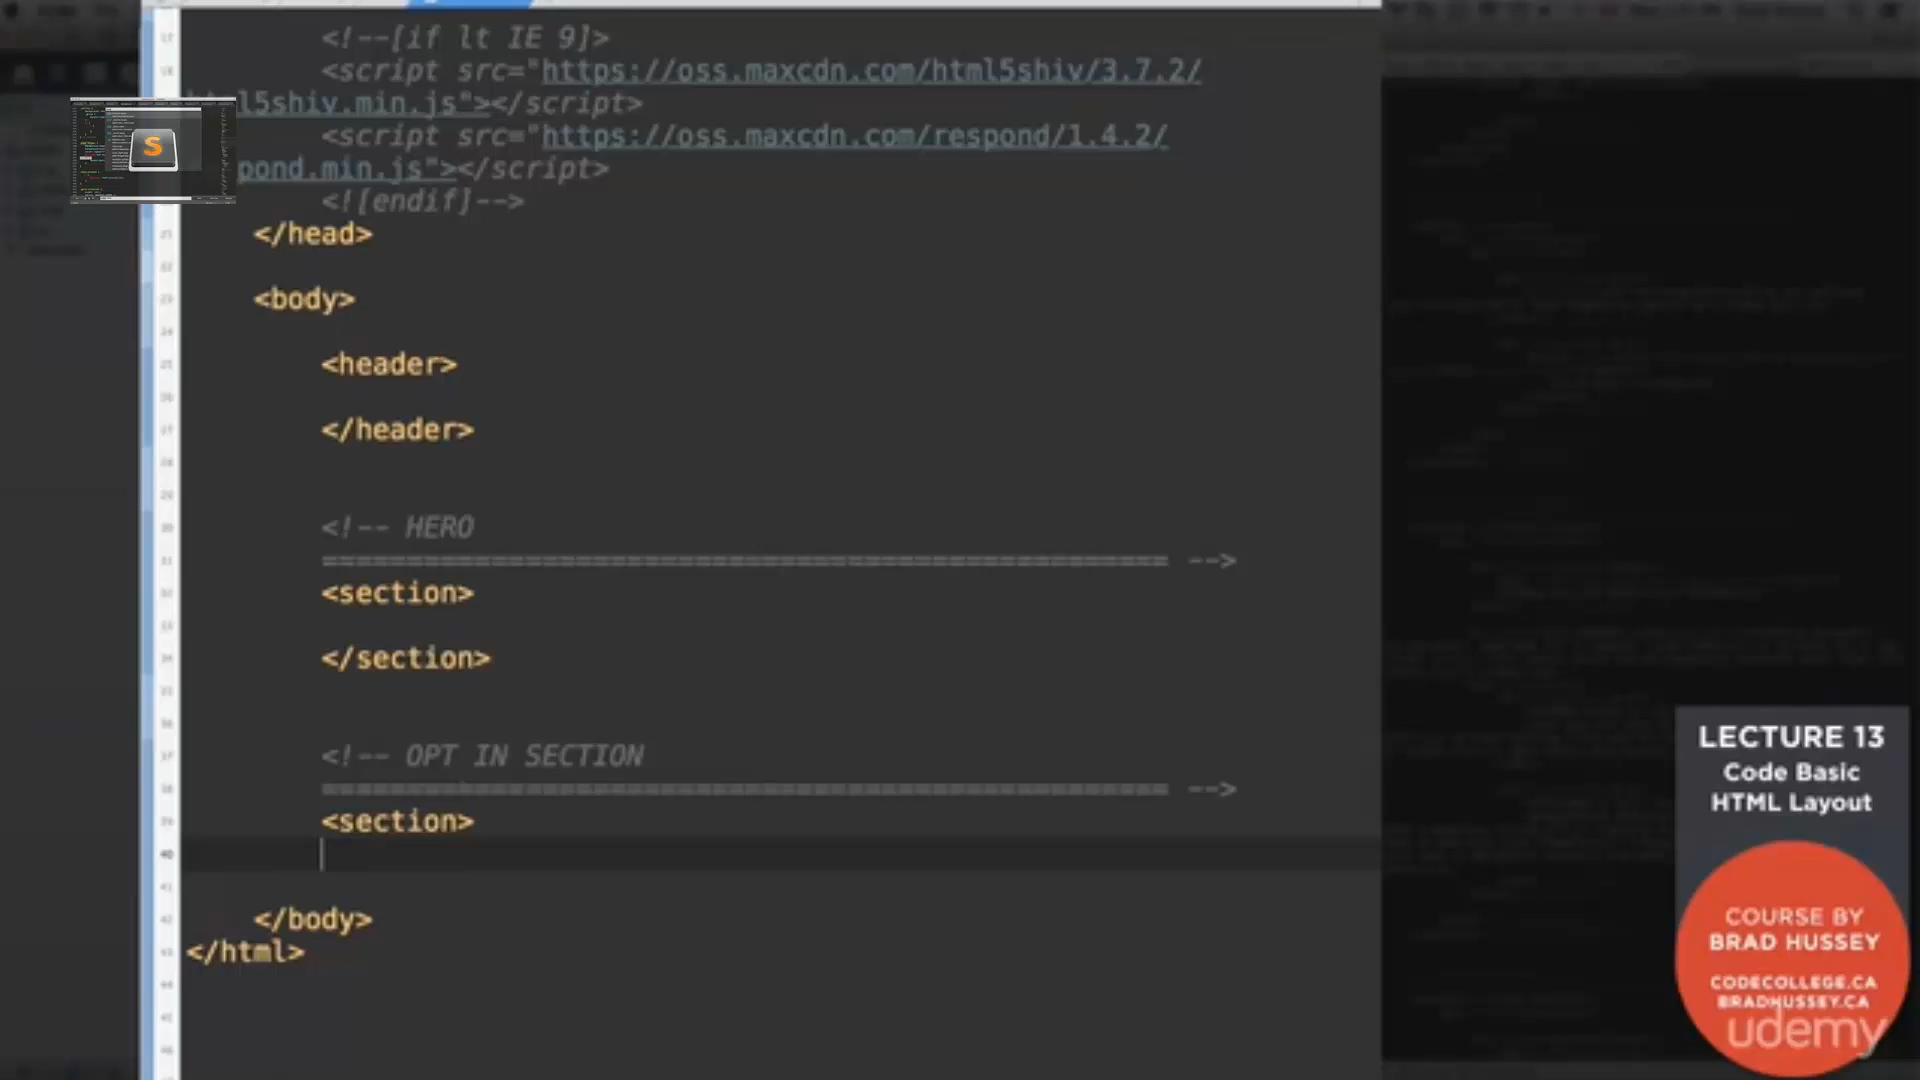 <!--[if lt IE 9]>
<script src="https://oss.maxcdn.com/html5shiv/3.7.2/
l5shiv.min.js"></script>
<script src="https://oss.maxcdn.com/respond/1.4.2/
pond.min.js"></script>
<![endif]-->
</head>
<body>
<header>
</header>
<!-- HERO
================================================== -->
<section>
</section>
<!-- OPT IN SECTION
================================================== -->
<section>
</body>
</html>
S
LECTURE 13
Code Basic
HTML Layout
COURSE BY
BRAD HUSSEY
CODECOLLEGE.CA
BRADHUSSEY.CA
udemy